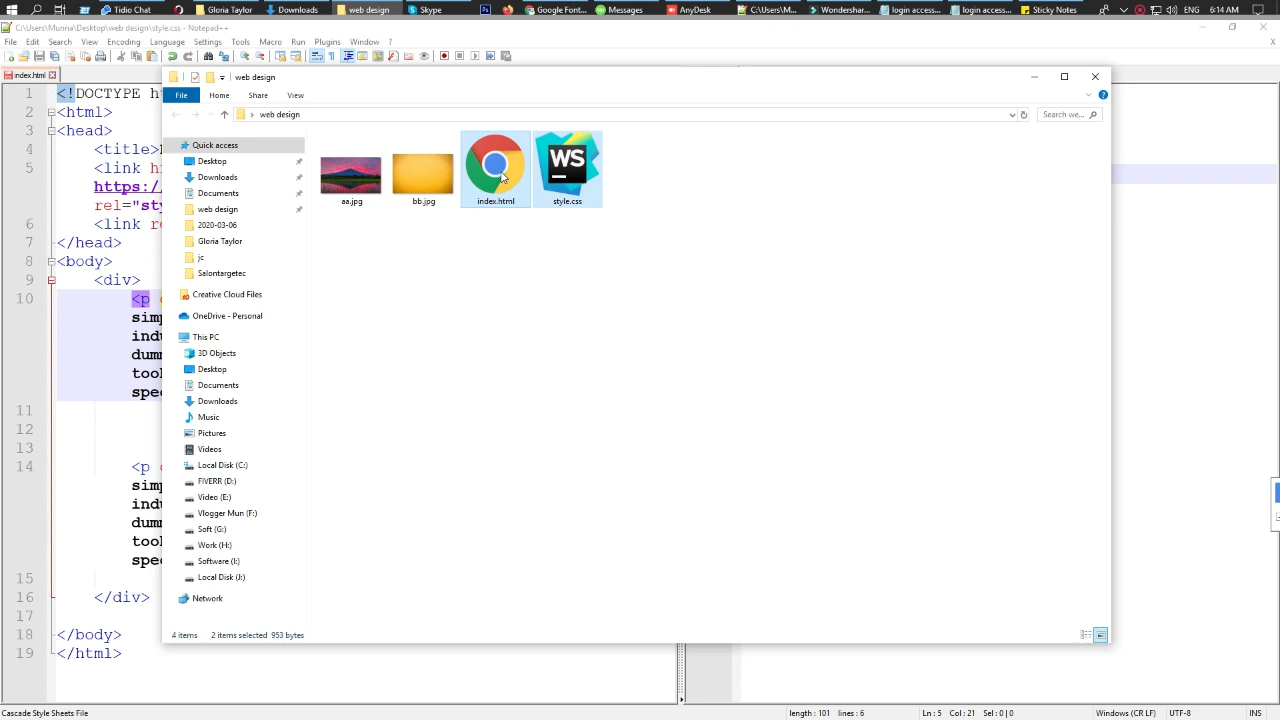 Tidio Chat
Gloria Taylor
Downloads
web design
Skype
Google Font...
Messages
AnyDesk
C:\Users\M...
Wondershar...
login access...
login access...
Sticky Notes
ENG
6:14 AM
C:\Users\Munna\Desktop\web design\style.css - Notepad++
File Edit Search View Encoding Language Settings Tools Macro Run Plugins Window ?
X
index.html
web design
File Home Share View
web design
Search we...
Quick access
Desktop
Downloads
Documents
web design
2020-03-06
Gloria Taylor
jc
Salontargetec
Creative Cloud Files
OneDrive - Personal
This PC
3D Objects
Desktop
Documents
Downloads
Music
Pictures
Videos
Local Disk (C:)
FIVERR (D:)
Video (E:)
Vlogger Mun (F:)
Soft (G:)
Work (H:)
Software (I:)
Local Disk (J:)
Network
WS
aa.jpg
bb.jpg
index.html
style.css
4 items 2 items selected 953 bytes
1 <!DOCTYPE h
2 <html>
3 <head>
4 <title>
5 <link h
https:/
rel="sty
6 <link re
7 </head>
8 <body>
9 <div>
10 <p
simp
indu
dumm
took
spec
11
12
13
14 <p
simp
indu
dumm
took
spec
15
16 </div>
17
18 </body>
19 </html>
Cascade Style Sheets File
length : 101 lines : 6
Ln : 5 Col : 21 Sel : 0 | 0
Windows (CR LF)
UTF-8
INS